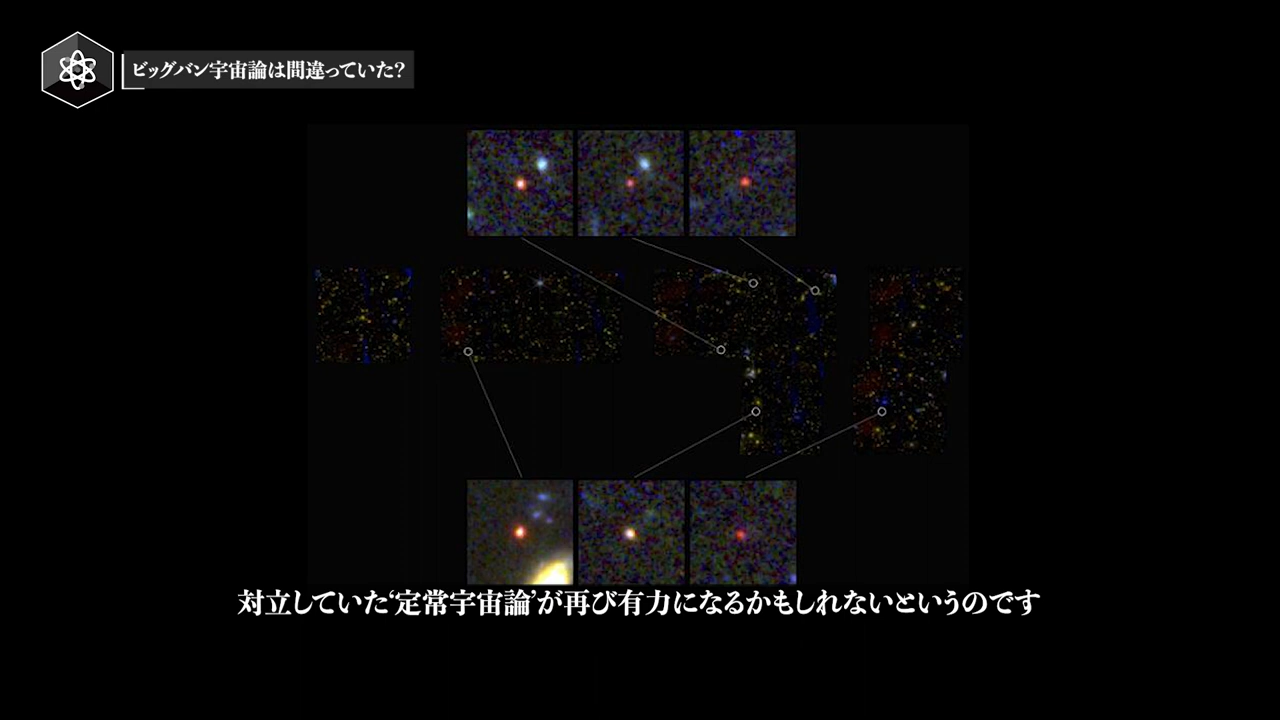 ビッグバン宇宙論は間違っていた?
対立していた‘定常宇宙論’が再び有力になるかもしれないというのです